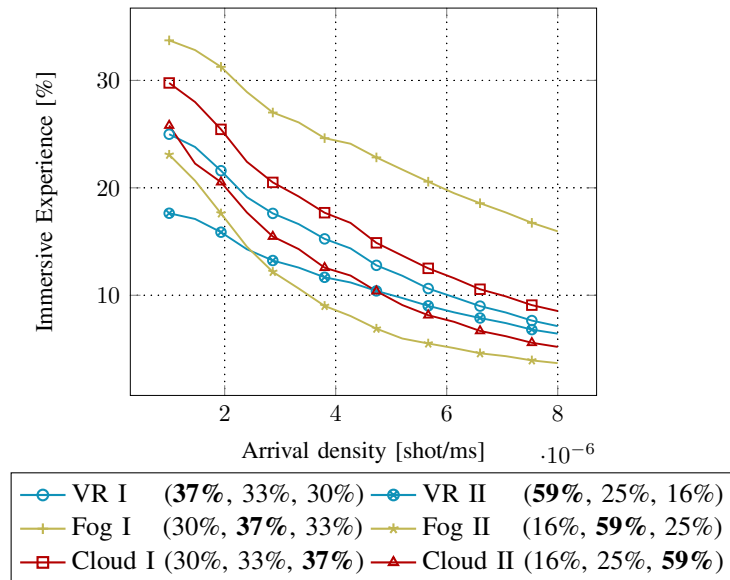 30
20
10
Immersive Experience [%]
2 4 6 8
Arrival density [shot/ms] ·10⁻⁶
VR I (37%, 33%, 30%) VR II (59%, 25%, 16%)
Fog I (30%, 37%, 33%) Fog II (16%, 59%, 25%)
Cloud I (30%, 33%, 37%) Cloud II (16%, 25%, 59%)